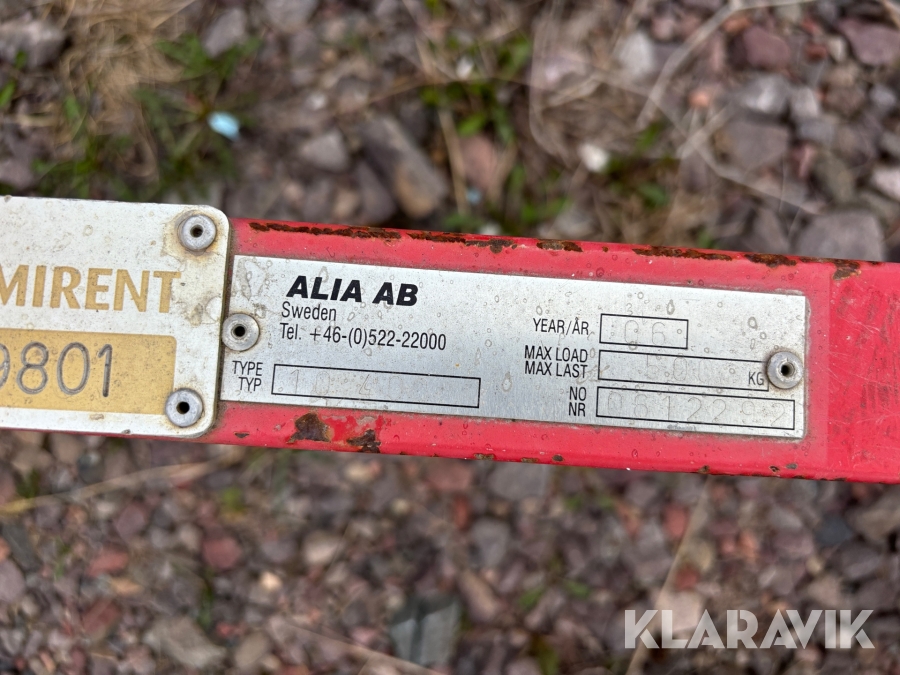 MIRENT
9801
ALIA AB
Sweden
Tel. +46-(0)522-22000
TYPE
TYP
YEAR/ÅR 06
MAX LOAD
MAX LAST KG
NO
NR 0612292
KLARAVIK